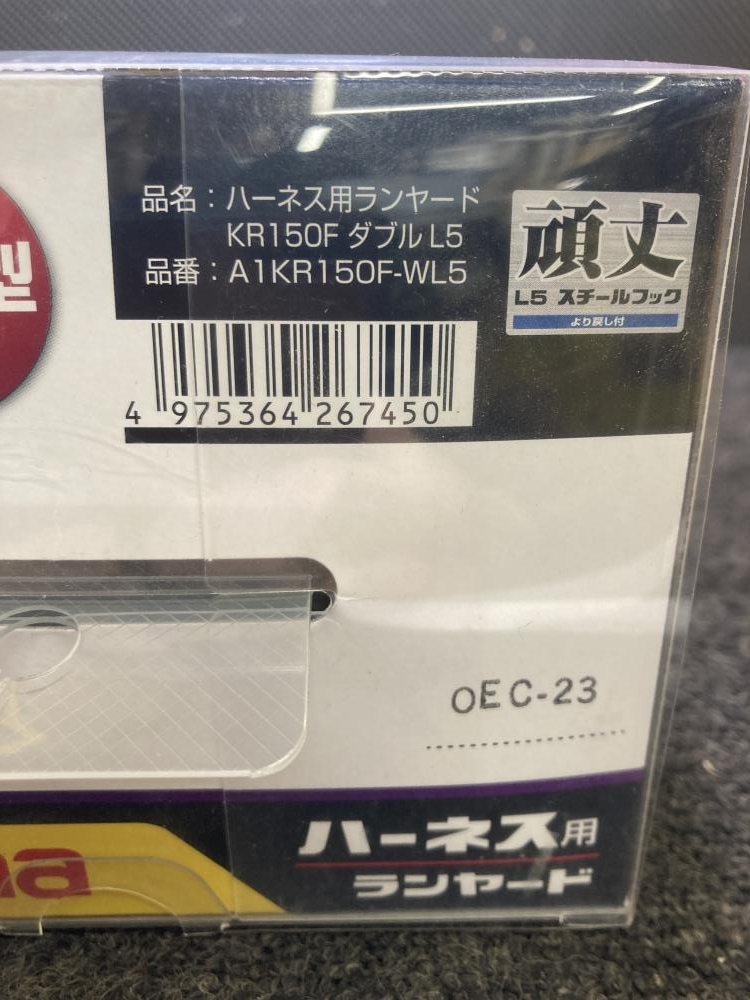 品名：ハーネス用ランヤード
KR150F ダブル L5
品番：A1KR150F-WL5
頑丈
L5 スチールフック
より戻し付
型
4 975364 267450
OEC-23
ハーネス用
ランヤード